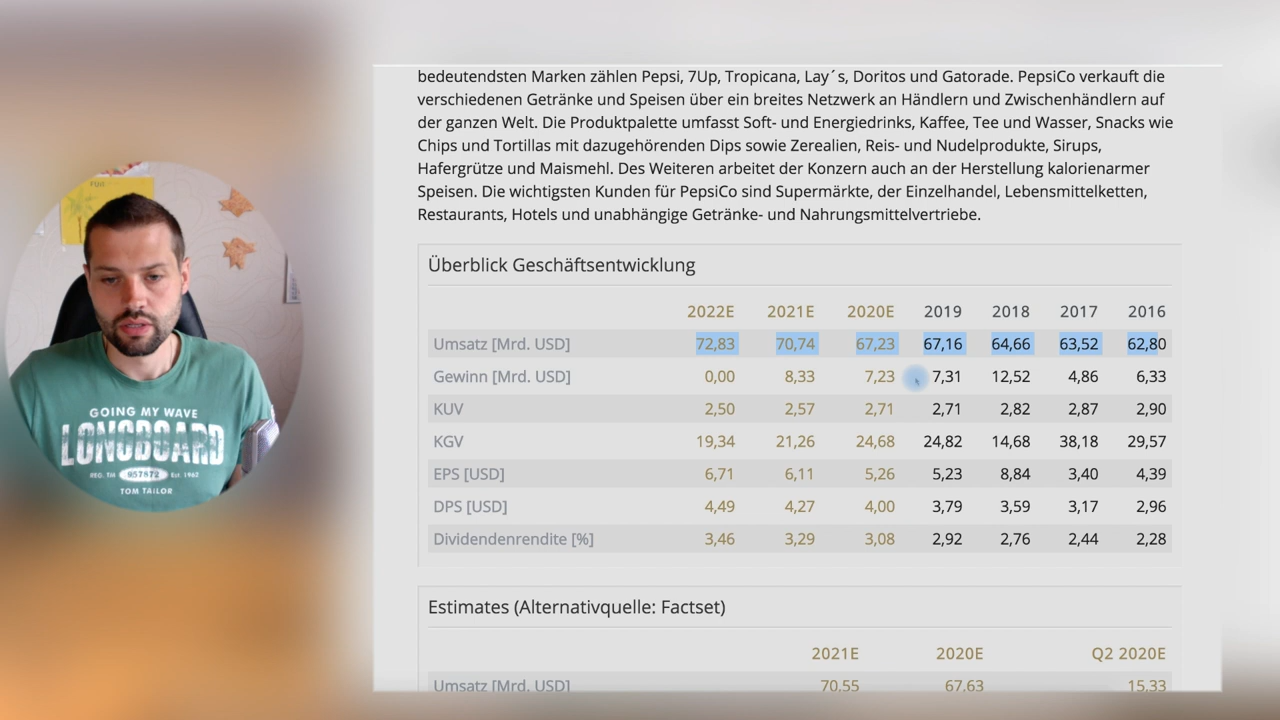 bedeutendsten Marken zählen Pepsi, 7Up, Tropicana, Lay´s, Doritos und Gatorade. PepsiCo verkauft die
verschiedenen Getränke und Speisen über ein breites Netzwerk an Händlern und Zwischenhändlern auf
der ganzen Welt. Die Produktpalette umfasst Soft- und Energiedrinks, Kaffee, Tee und Wasser, Snacks wie
Chips und Tortillas mit dazugehörenden Dips sowie Zerealien, Reis- und Nudelprodukte, Sirups,
Hafergrütze und Maismehl. Des Weiteren arbeitet der Konzern auch an der Herstellung kalorienarmer
Speisen. Die wichtigsten Kunden für PepsiCo sind Supermärkte, der Einzelhandel, Lebensmittelketten,
Restaurants, Hotels und unabhängige Getränke- und Nahrungsmittelvertriebe.
Überblick Geschäftsentwicklung
2022E 2021E 2020E 2019 2018 2017 2016
Umsatz [Mrd. USD] 72,83 70,74 67,23 67,16 64,66 63,52 62,80
Gewinn [Mrd. USD] 0,00 8,33 7,23 7,31 12,52 4,86 6,33
KUV 2,50 2,57 2,71 2,71 2,82 2,87 2,90
KGV 19,34 21,26 24,68 24,82 14,68 38,18 29,57
EPS [USD] 6,71 6,11 5,26 5,23 8,84 3,40 4,39
DPS [USD] 4,49 4,27 4,00 3,79 3,59 3,17 2,96
Dividendenrendite [%] 3,46 3,29 3,08 2,92 2,76 2,44 2,28
Estimates (Alternativquelle: Factset)
2021E 2020E Q2 2020E
Umsatz [Mrd. USD] 70,55 67,63 15,33
GOING MY WAVE
LONGBOARD
REG. TM 957872 Est. 1962
TOM TAILOR